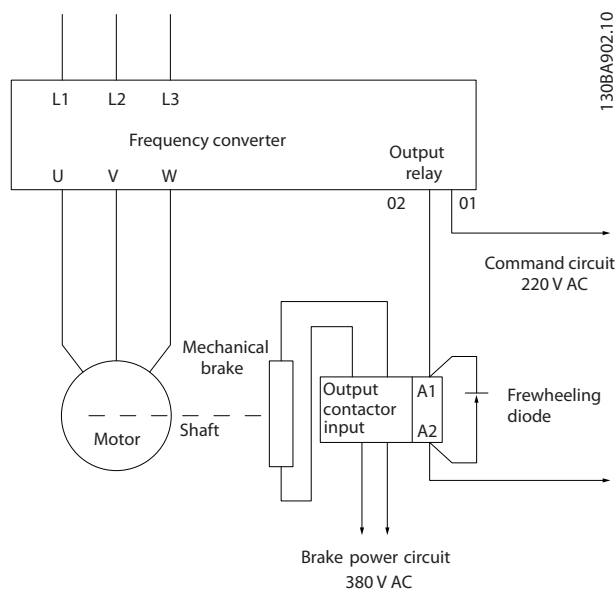 130BA902.10
L1 L2 L3
Frequency converter
U V W
Output
relay
02 01
Command circuit
220 V AC
Mechanical
brake
Output
contactor
input
A1
A2
Frewheeling
diode
Motor
Shaft
Brake power circuit
380 V AC